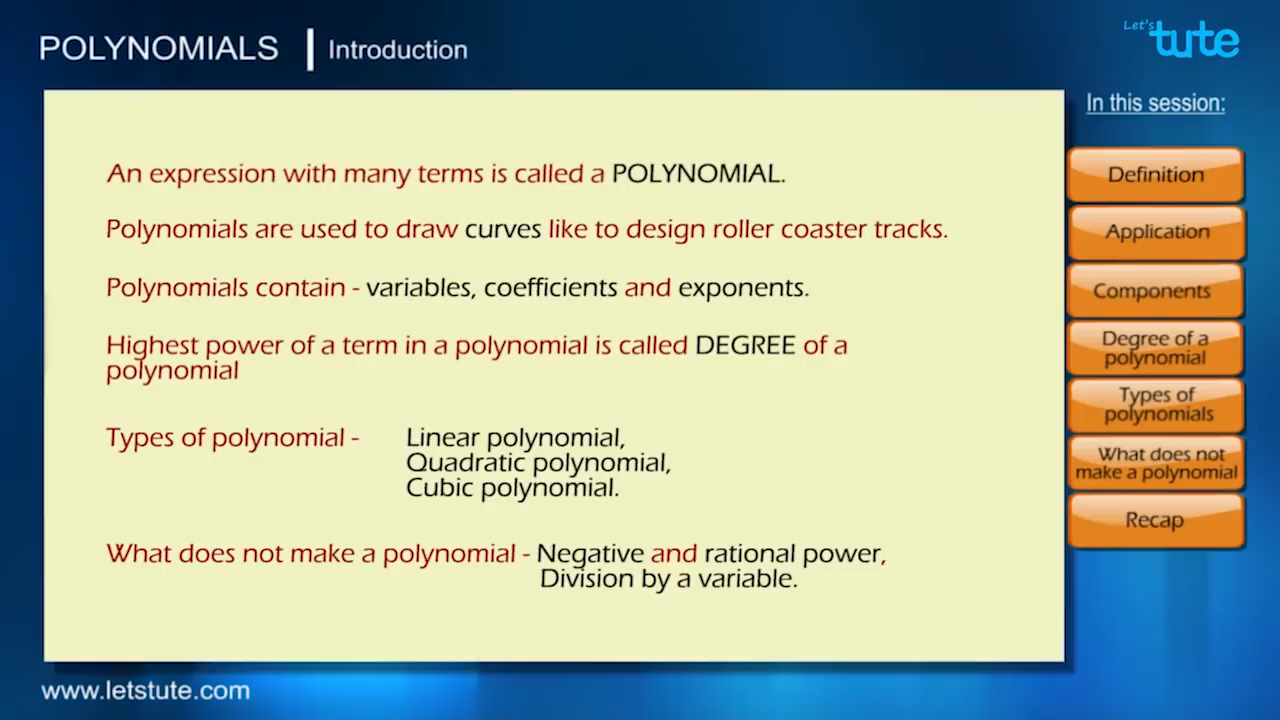 POLYNOMIALS | Introduction
Let's tute
In this session:
An expression with many terms is called a POLYNOMIAL.
Polynomials are used to draw curves like to design roller coaster tracks.
Polynomials contain - variables, coefficients and exponents.
Highest power of a term in a polynomial is called DEGREE of a
polynomial
Types of polynomial - Linear polynomial,
Quadratic polynomial,
Cubic polynomial.
What does not make a polynomial - Negative and rational power,
Division by a variable.
Definition
Application
Components
Degree of a
polynomial
Types of
polynomials
What does not
make a polynomial
Recap
www.letstute.com